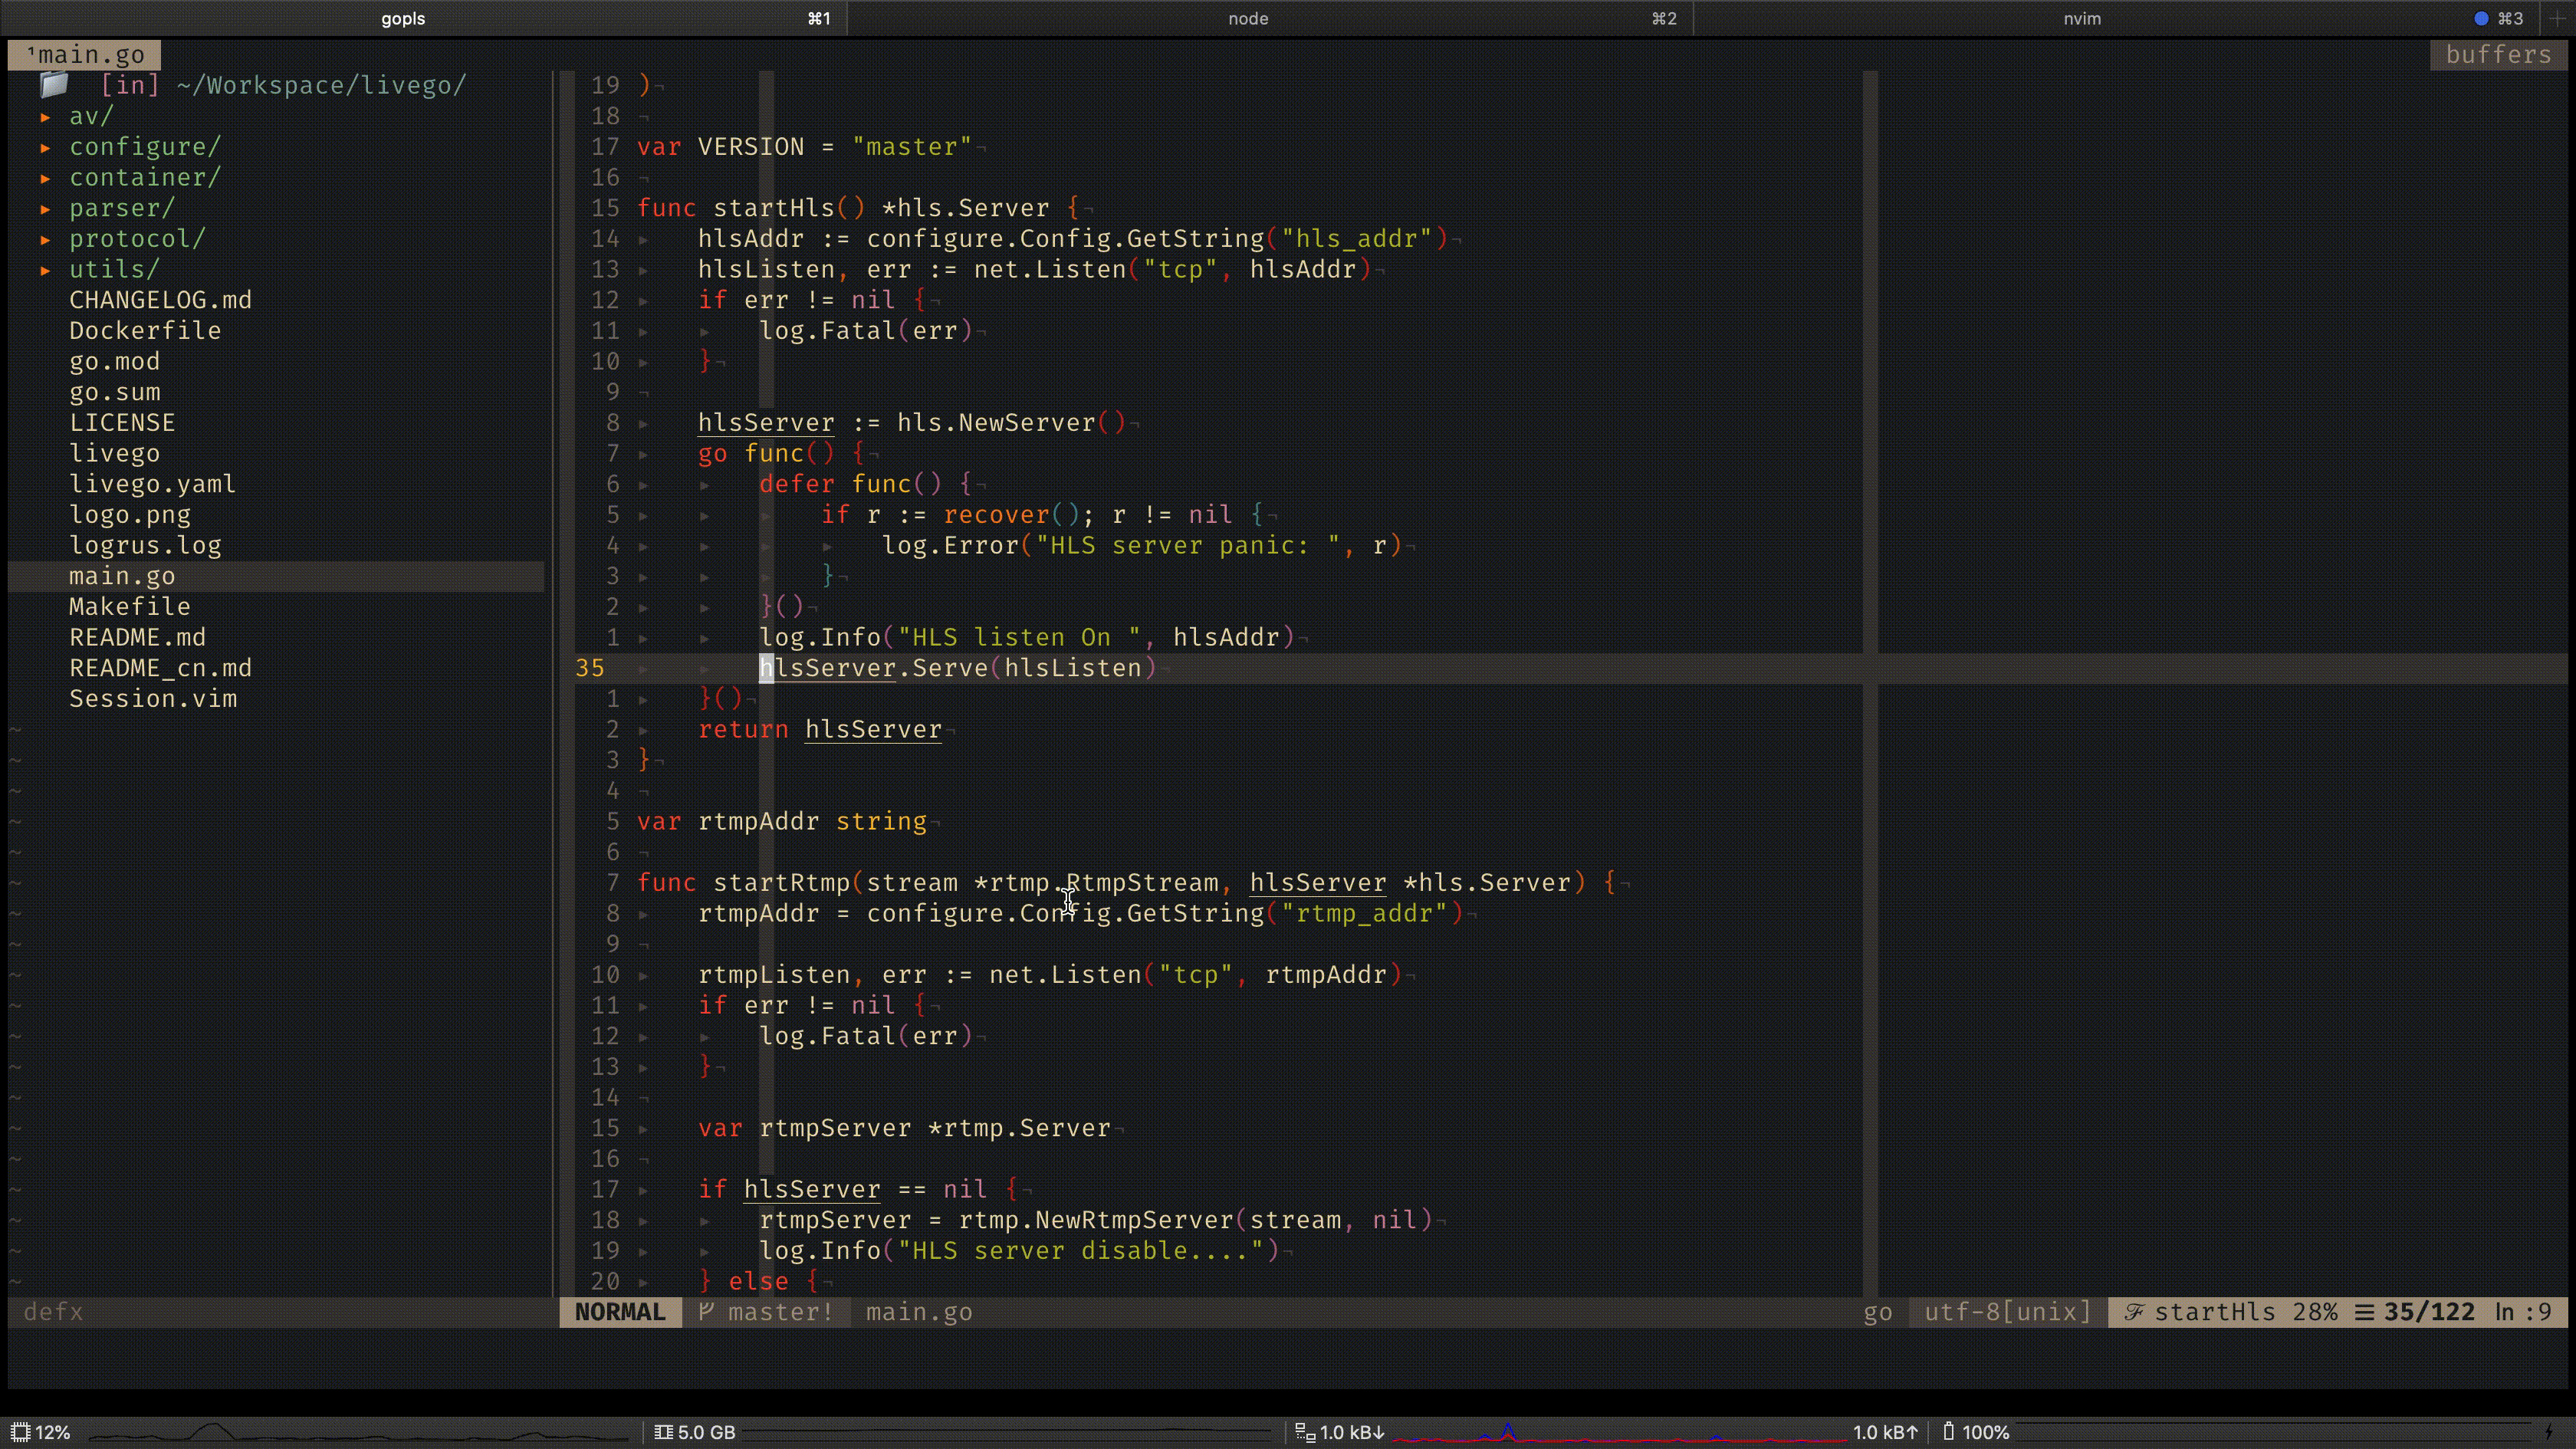 gopls ⌘1 node ⌘2 nvim ⌘3
¹main.go buffers
[in] ~/Workspace/livego/
av/
configure/
container/
parser/
protocol/
utils/
CHANGELOG.md
Dockerfile
go.mod
go.sum
LICENSE
livego
livego.yaml
logo.png
logrus.log
main.go
Makefile
README.md
README_cn.md
Session.vim
19 )¬
18 ¬
17 var VERSION = "master"¬
16 ¬
15 func startHls() *hls.Server {¬
14 ▸ hlsAddr := configure.Config.GetString("hls_addr")¬
13 ▸ hlsListen, err := net.Listen("tcp", hlsAddr)¬
12 ▸ if err != nil {¬
11 ▸ ▸ log.Fatal(err)¬
10 ▸ }¬
9 ¬
8 ▸ hlsServer := hls.NewServer()¬
7 ▸ go func() {¬
6 ▸ ▸ defer func() {¬
5 ▸ ▸ ▸ if r := recover(); r != nil {¬
4 ▸ ▸ ▸ ▸ log.Error("HLS server panic: ", r)¬
3 ▸ ▸ ▸ }¬
2 ▸ ▸ }()¬
1 ▸ ▸ log.Info("HLS listen On ", hlsAddr)¬
35 ▸ ▸ hlsServer.Serve(hlsListen)¬
1 ▸ }()¬
2 ▸ return hlsServer¬
3 }¬
4 ¬
5 var rtmpAddr string¬
6 ¬
7 func startRtmp(stream *rtmp.RtmpStream, hlsServer *hls.Server) {¬
8 ▸ rtmpAddr = configure.Config.GetString("rtmp_addr")¬
9 ¬
10 ▸ rtmpListen, err := net.Listen("tcp", rtmpAddr)¬
11 ▸ if err != nil {¬
12 ▸ ▸ log.Fatal(err)¬
13 ▸ }¬
14 ¬
15 ▸ var rtmpServer *rtmp.Server¬
16 ¬
17 ▸ if hlsServer == nil {¬
18 ▸ ▸ rtmpServer = rtmp.NewRtmpServer(stream, nil)¬
19 ▸ ▸ log.Info("HLS server disable....")¬
20 ▸ } else {¬
defx NORMAL master! main.go go utf-8[unix] ℱ startHls 28% ☰ 35/122 ln :9
12% 5.0 GB 1.0 kB↓ 1.0 kB↑ 100%